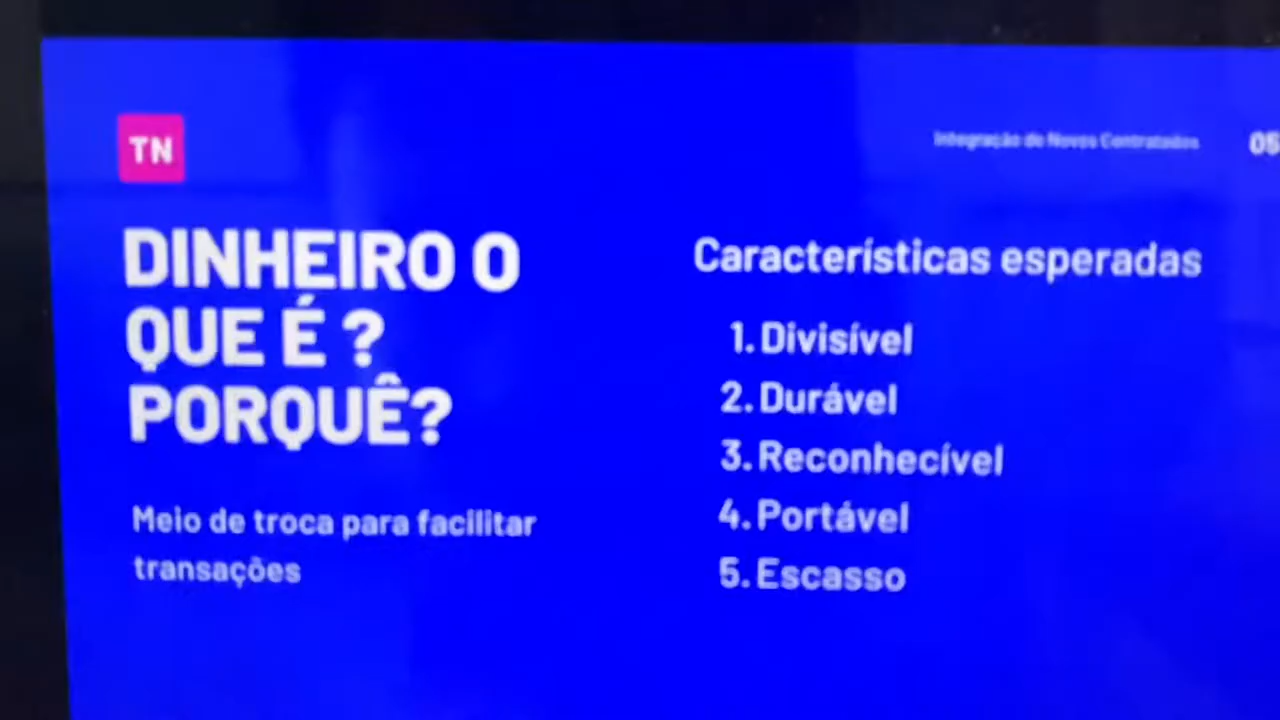 TN
Integração de Novos Contratados
05
DINHEIRO O
QUE É ?
PORQUÊ?
Meio de troca para facilitar
transações
Características esperadas
1. Divisível
2. Durável
3. Reconhecível
4. Portável
5. Escasso